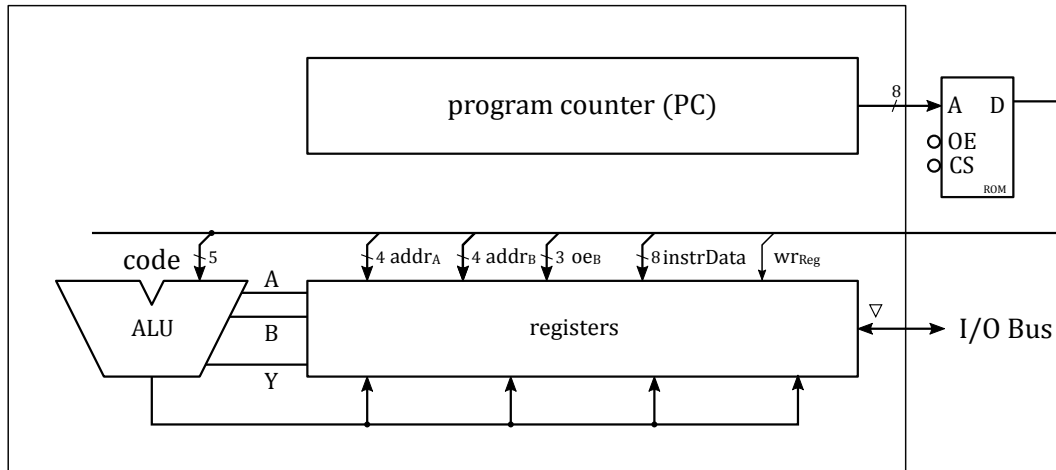 program counter (PC)
8
A D
OE
CS
ROM
code 5 4 addrA 4 addrB 3 oeB 8 instrData wrReg
A
ALU
B
registers
▽
I/O Bus
Y